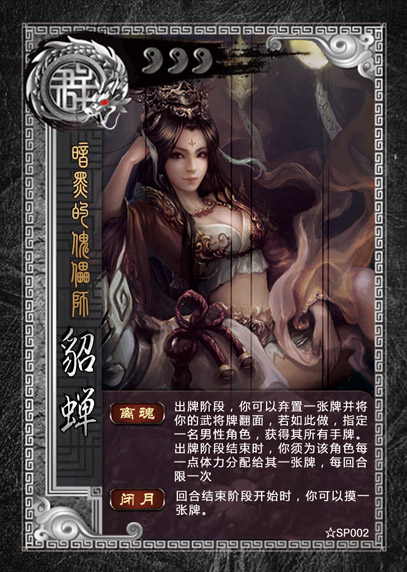 群
暗黑的傀儡师
貂蝉
离魂
出牌阶段，你可以弃置一张牌并将
你的武将牌翻面，若如此做，指定
一名男性角色，获得其所有手牌。
出牌阶段结束时，你须为该角色每
一点体力分配给其一张牌，每回合
限一次
闭月
回合结束阶段开始时，你可以摸一
张牌。
☆SP002